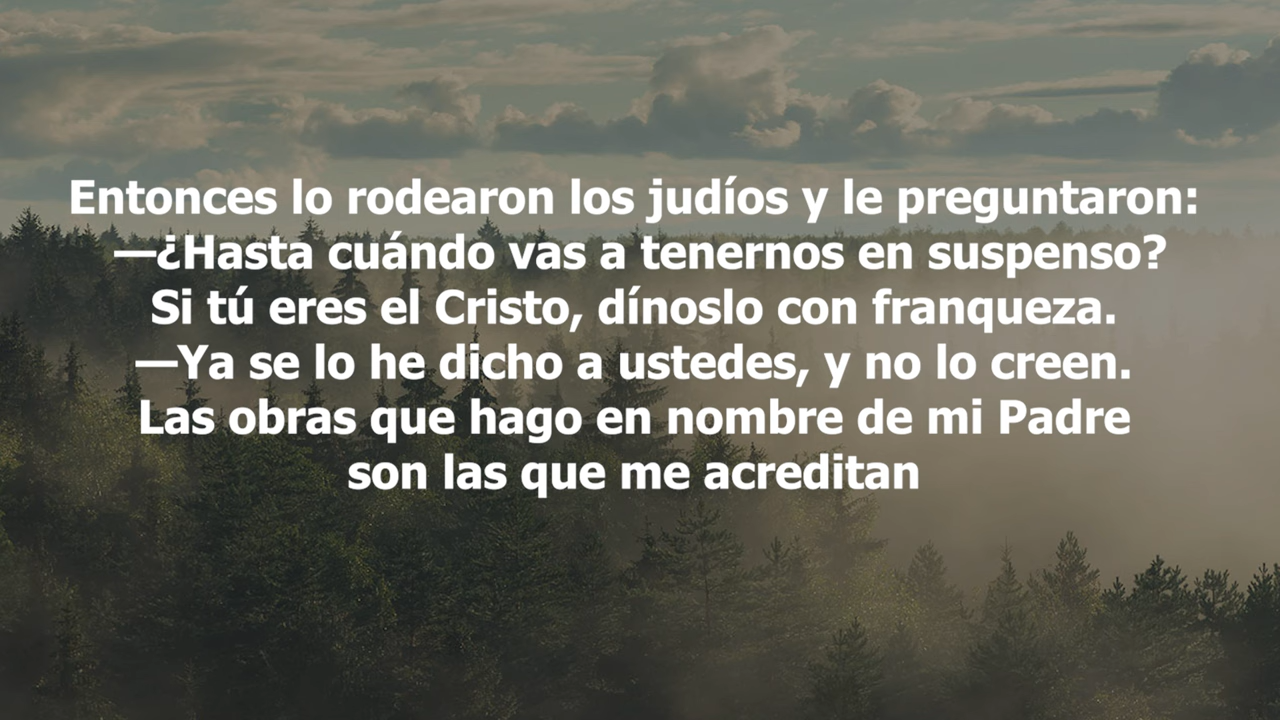 Entonces lo rodearon los judíos y le preguntaron:
—¿Hasta cuándo vas a tenernos en suspenso?
Si tú eres el Cristo, dínoslo con franqueza.
—Ya se lo he dicho a ustedes, y no lo creen.
Las obras que hago en nombre de mi Padre
son las que me acreditan